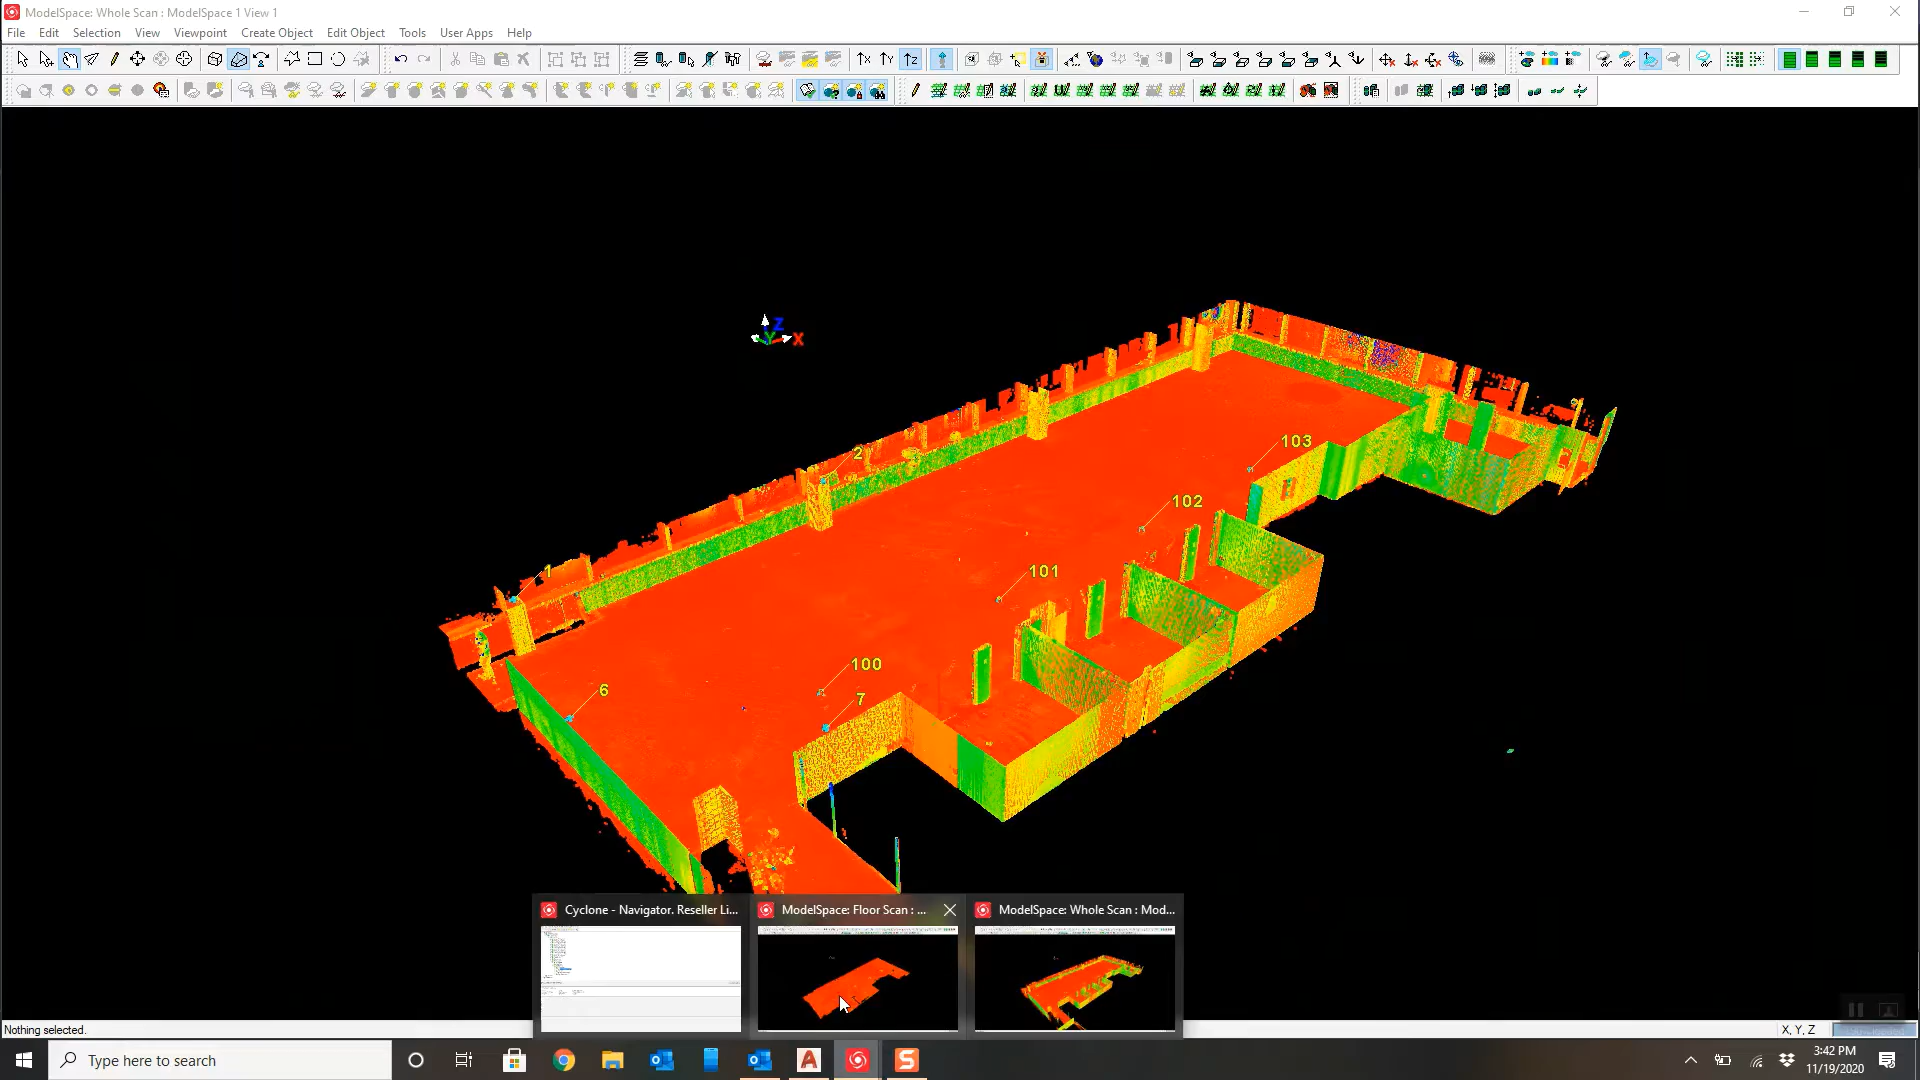 ModelSpace: Whole Scan : ModelSpace 1 View 1
File Edit Selection View Viewpoint Create Object Edit Object Tools User Apps Help
Z
Y X
2
103
102
1
101
100
6
7
Cyclone - Navigator. Reseller Li...
ModelSpace: Floor Scan : ...
ModelSpace: Whole Scan : Mod...
Nothing selected.
X, Y, Z
Type here to search
3:42 PM
11/19/2020